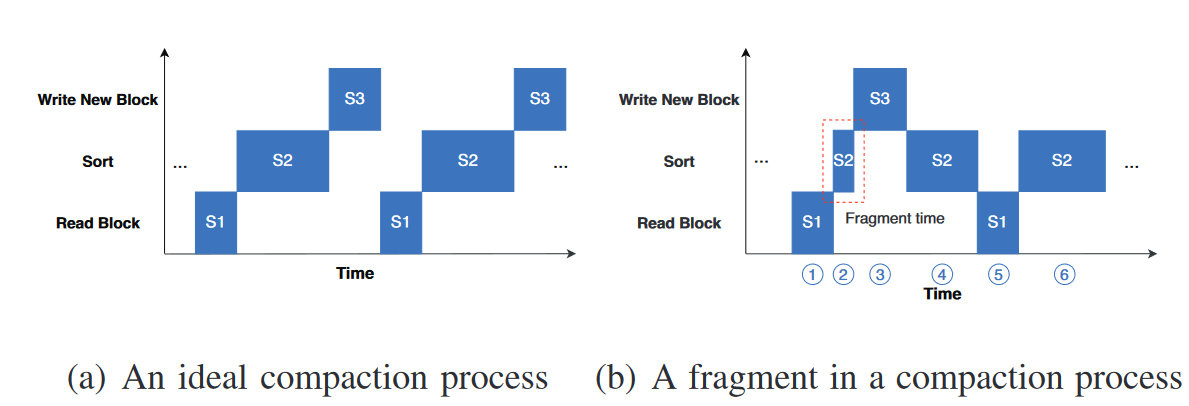 Write New Block
S3
S3
Sort
...
S2
S2
...
Read Block
S1
S1
Time
(a) An ideal compaction process
Write New Block
S3
Sort
...
S2
S2
S2
...
Read Block
S1
Fragment time
S1
① ② ③ ④ ⑤ ⑥
Time
(b) A fragment in a compaction process